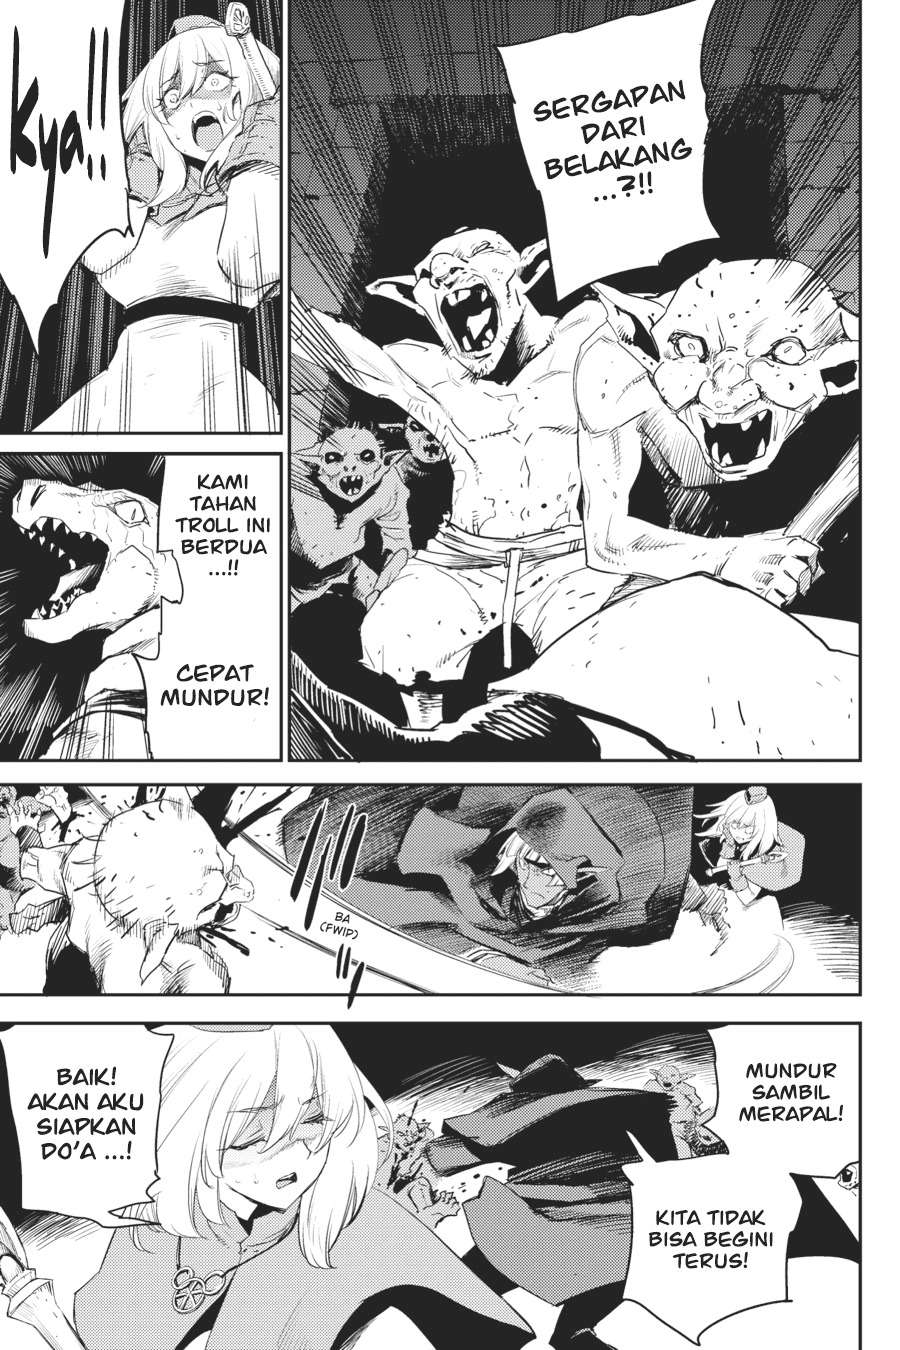 SERGAPAN
DARI
BELAKANG
...?!!
Kya!!
KAMI
TAHAN
TROLL INI
BERDUA
...!!
CEPAT
MUNDUR!
BA
(FWIP)
MUNDUR
SAMBIL
MERAPAL!
KITA TIDAK
BISA BEGINI
TERUS!
BAIK!
AKAN AKU
SIAPKAN
DO'A ...!